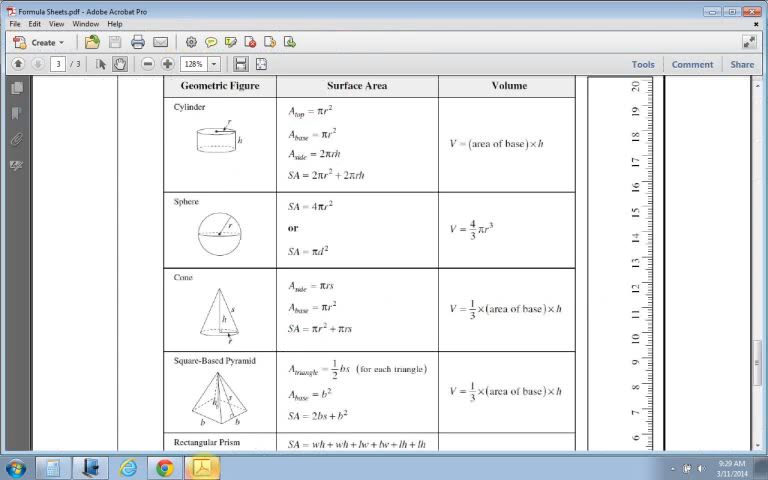 Formula Sheets.pdf - Adobe Acrobat Pro
File Edit View Window Help
Create
3 / 3 128% Tools Comment Share
Geometric Figure Surface Area Volume
Cylinder
r
h
A_top = πr²
A_base = πr²
A_side = 2πrh
SA = 2πr² + 2πrh
V = (area of base) × h
Sphere
r
SA = 4πr²
or
SA = πd²
V = 4/3 πr³
Cone
s
h
r
A_side = πrs
A_base = πr²
SA = πr² + πrs
V = 1/3 × (area of base) × h
Square-Based Pyramid
h
s
b
b
A_triangle = 1/2 bs (for each triangle)
A_base = b²
SA = 2bs + b²
V = 1/3 × (area of base) × h
Rectangular Prism
SA = wh + wh + lw + lw + lh + lh
20
19
18
17
16
15
14
13
12
11
10
9
8
7
6
9:29 AM
3/11/2014